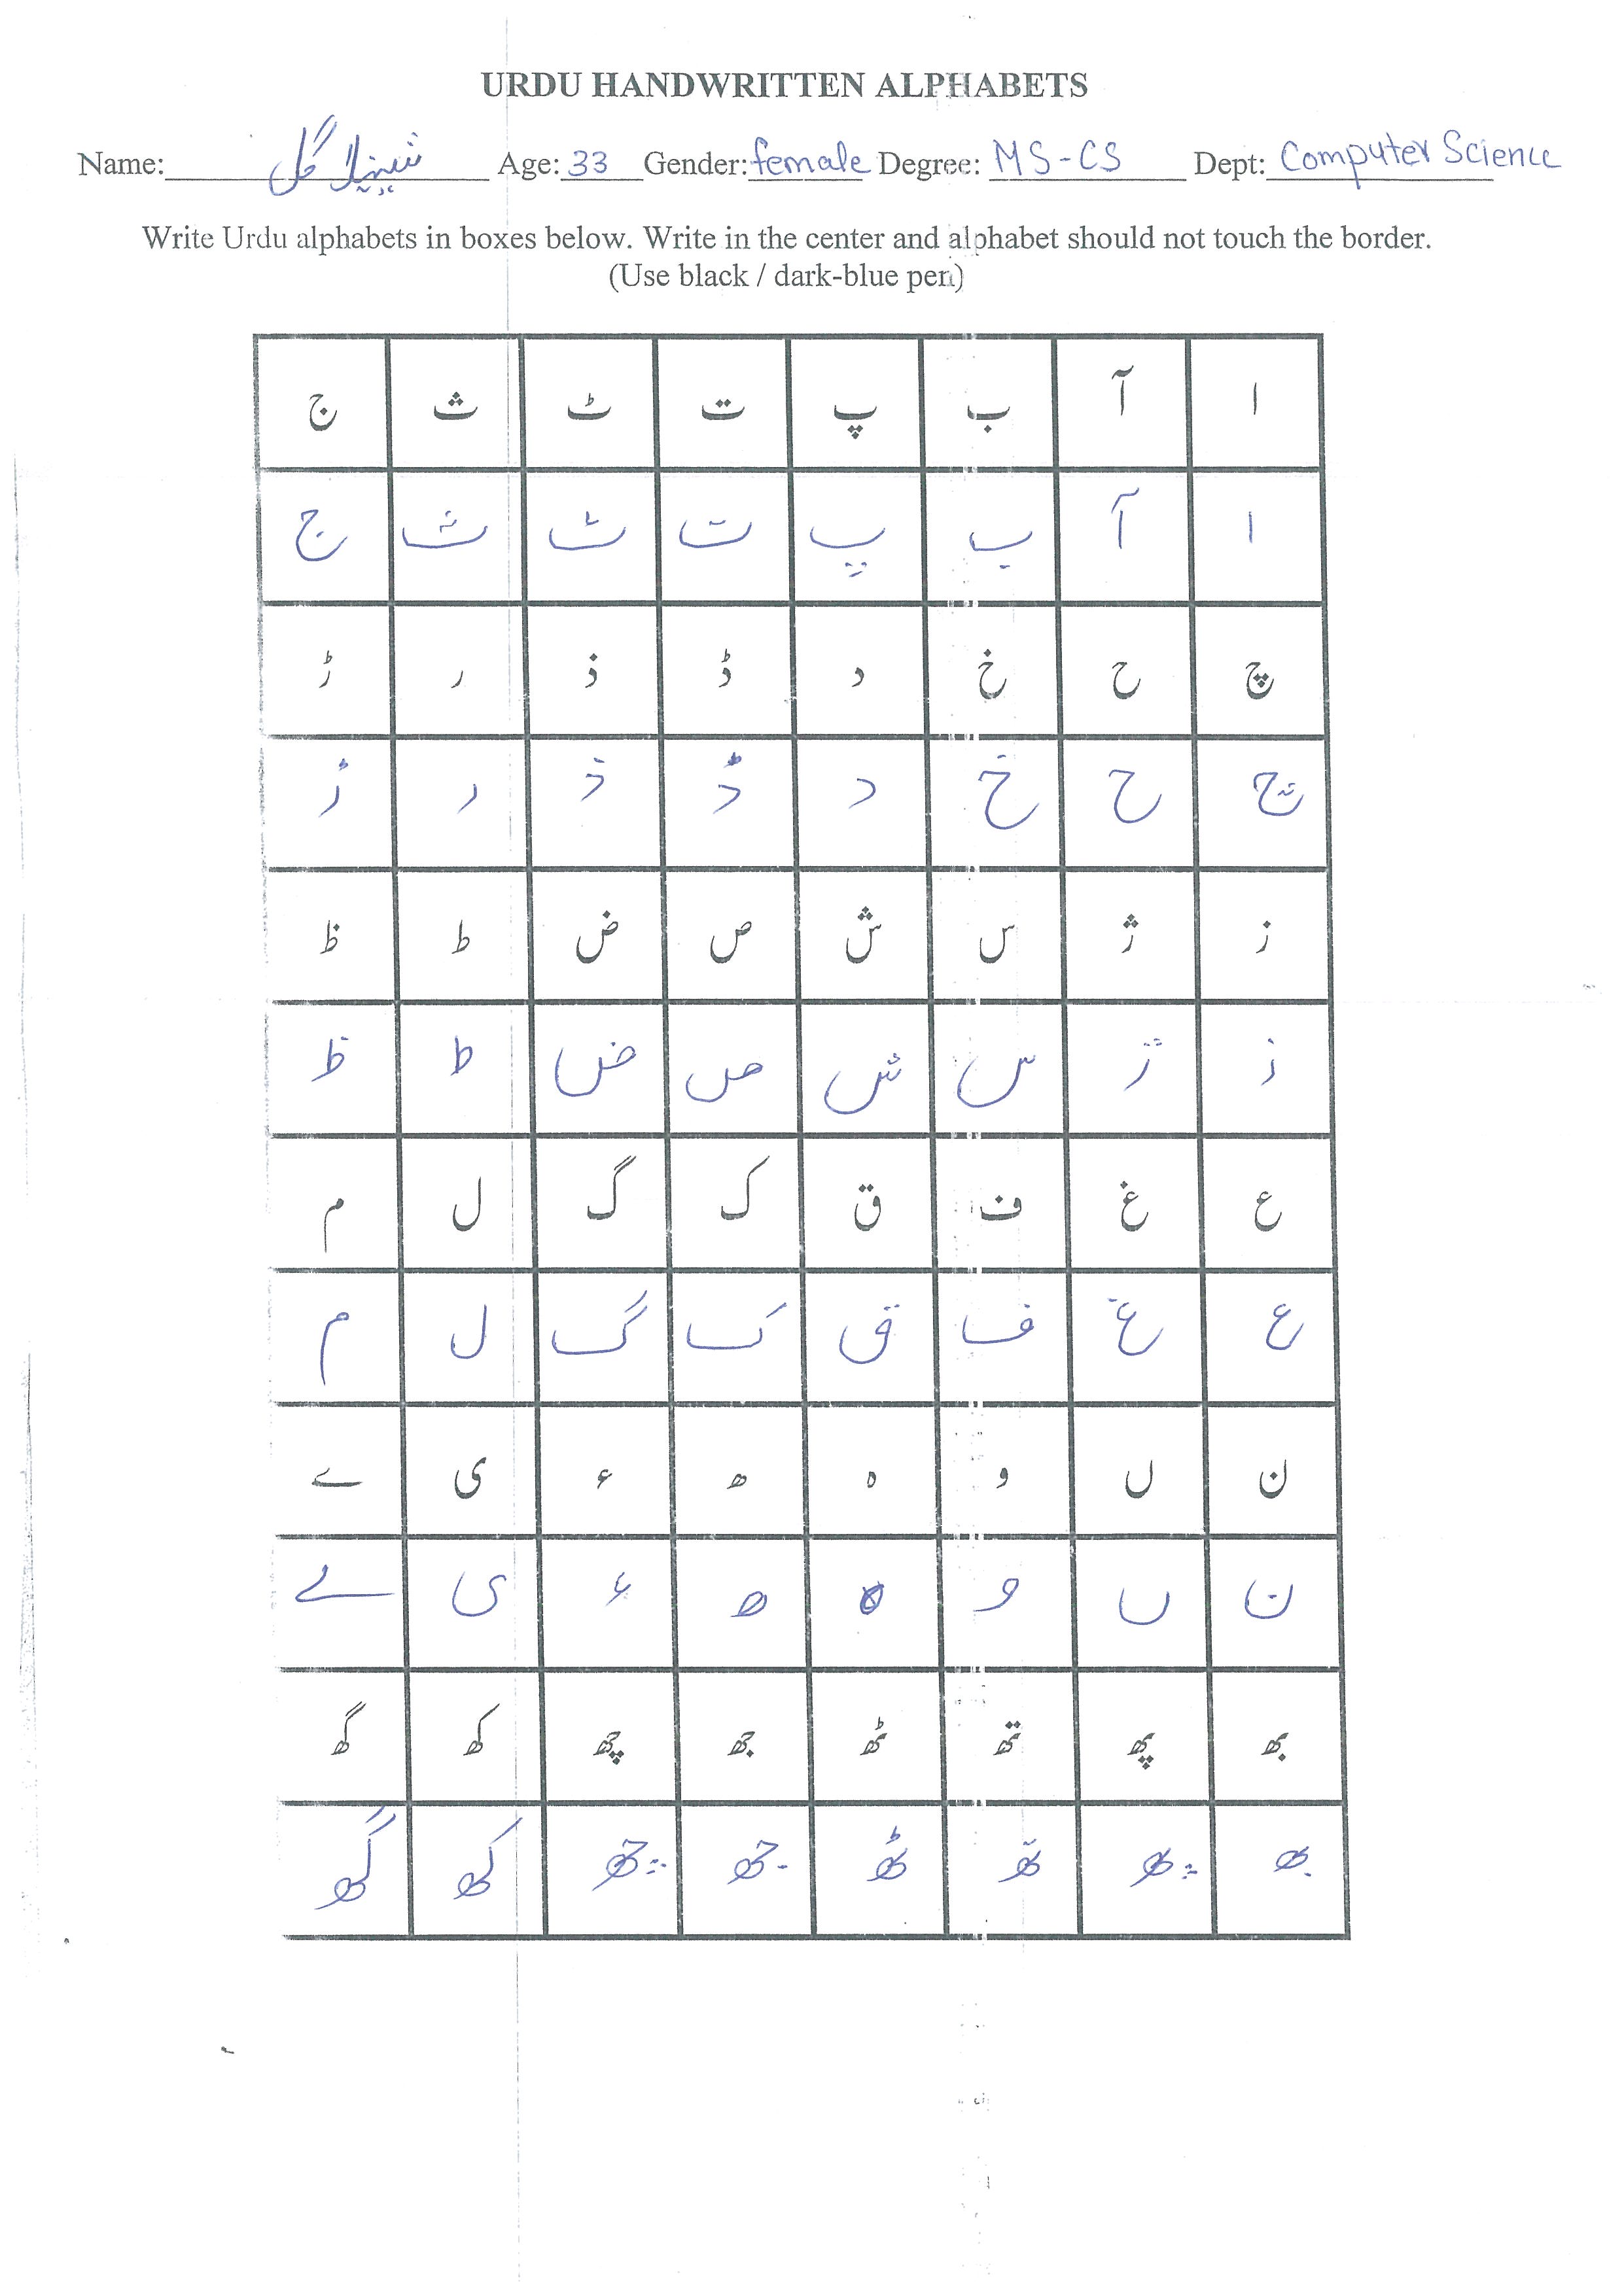 URDU HANDWRITTEN ALPHABETS
Name: گل Age: 33 Gender: female Degree: MS-CS Dept: Computer Science
Write Urdu alphabets in boxes below. Write in the center and alphabet should not touch the border.
(Use black / dark-blue pen)
ا آ ب پ ت ٹ ث ج
ا آ ب پ ت ٹ ث ج
چ ح خ د ڈ ذ ر ڑ
چ ح خ د ڈ ذ ر ڑ
ز ژ س ش ص ض ط ظ
ز ژ س ش ص ض ط ظ
ع غ ف ق ک گ ل م
ع غ ف ق ک گ ل م
ن ں و ہ ھ ء ی ے
ن ں و ہ ھ ء ی ے
بھ پھ تھ ٹھ جھ چھ کھ گھ
بھ پھ تھ ٹھ جھ چھ کھ گھ